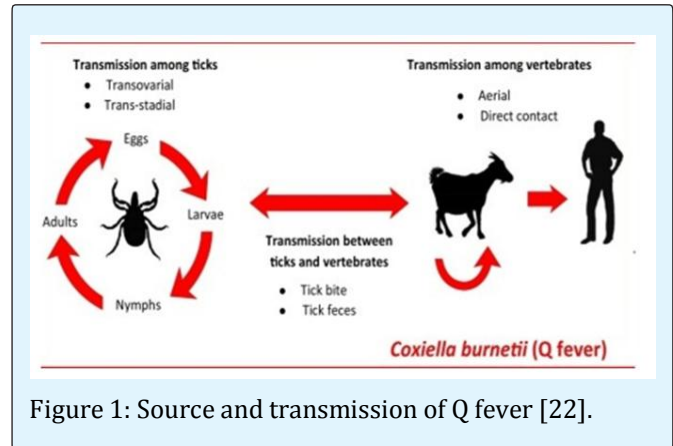 Transmission among ticks
• Transovarial
• Trans-stadial
Transmission among vertebrates
• Aerial
• Direct contact
Eggs
Adults
Larvae
Nymphs
Transmission between
ticks and vertebrates
• Tick bite
• Tick feces
Coxiella burnetii (Q fever)
Figure 1: Source and transmission of Q fever [22].